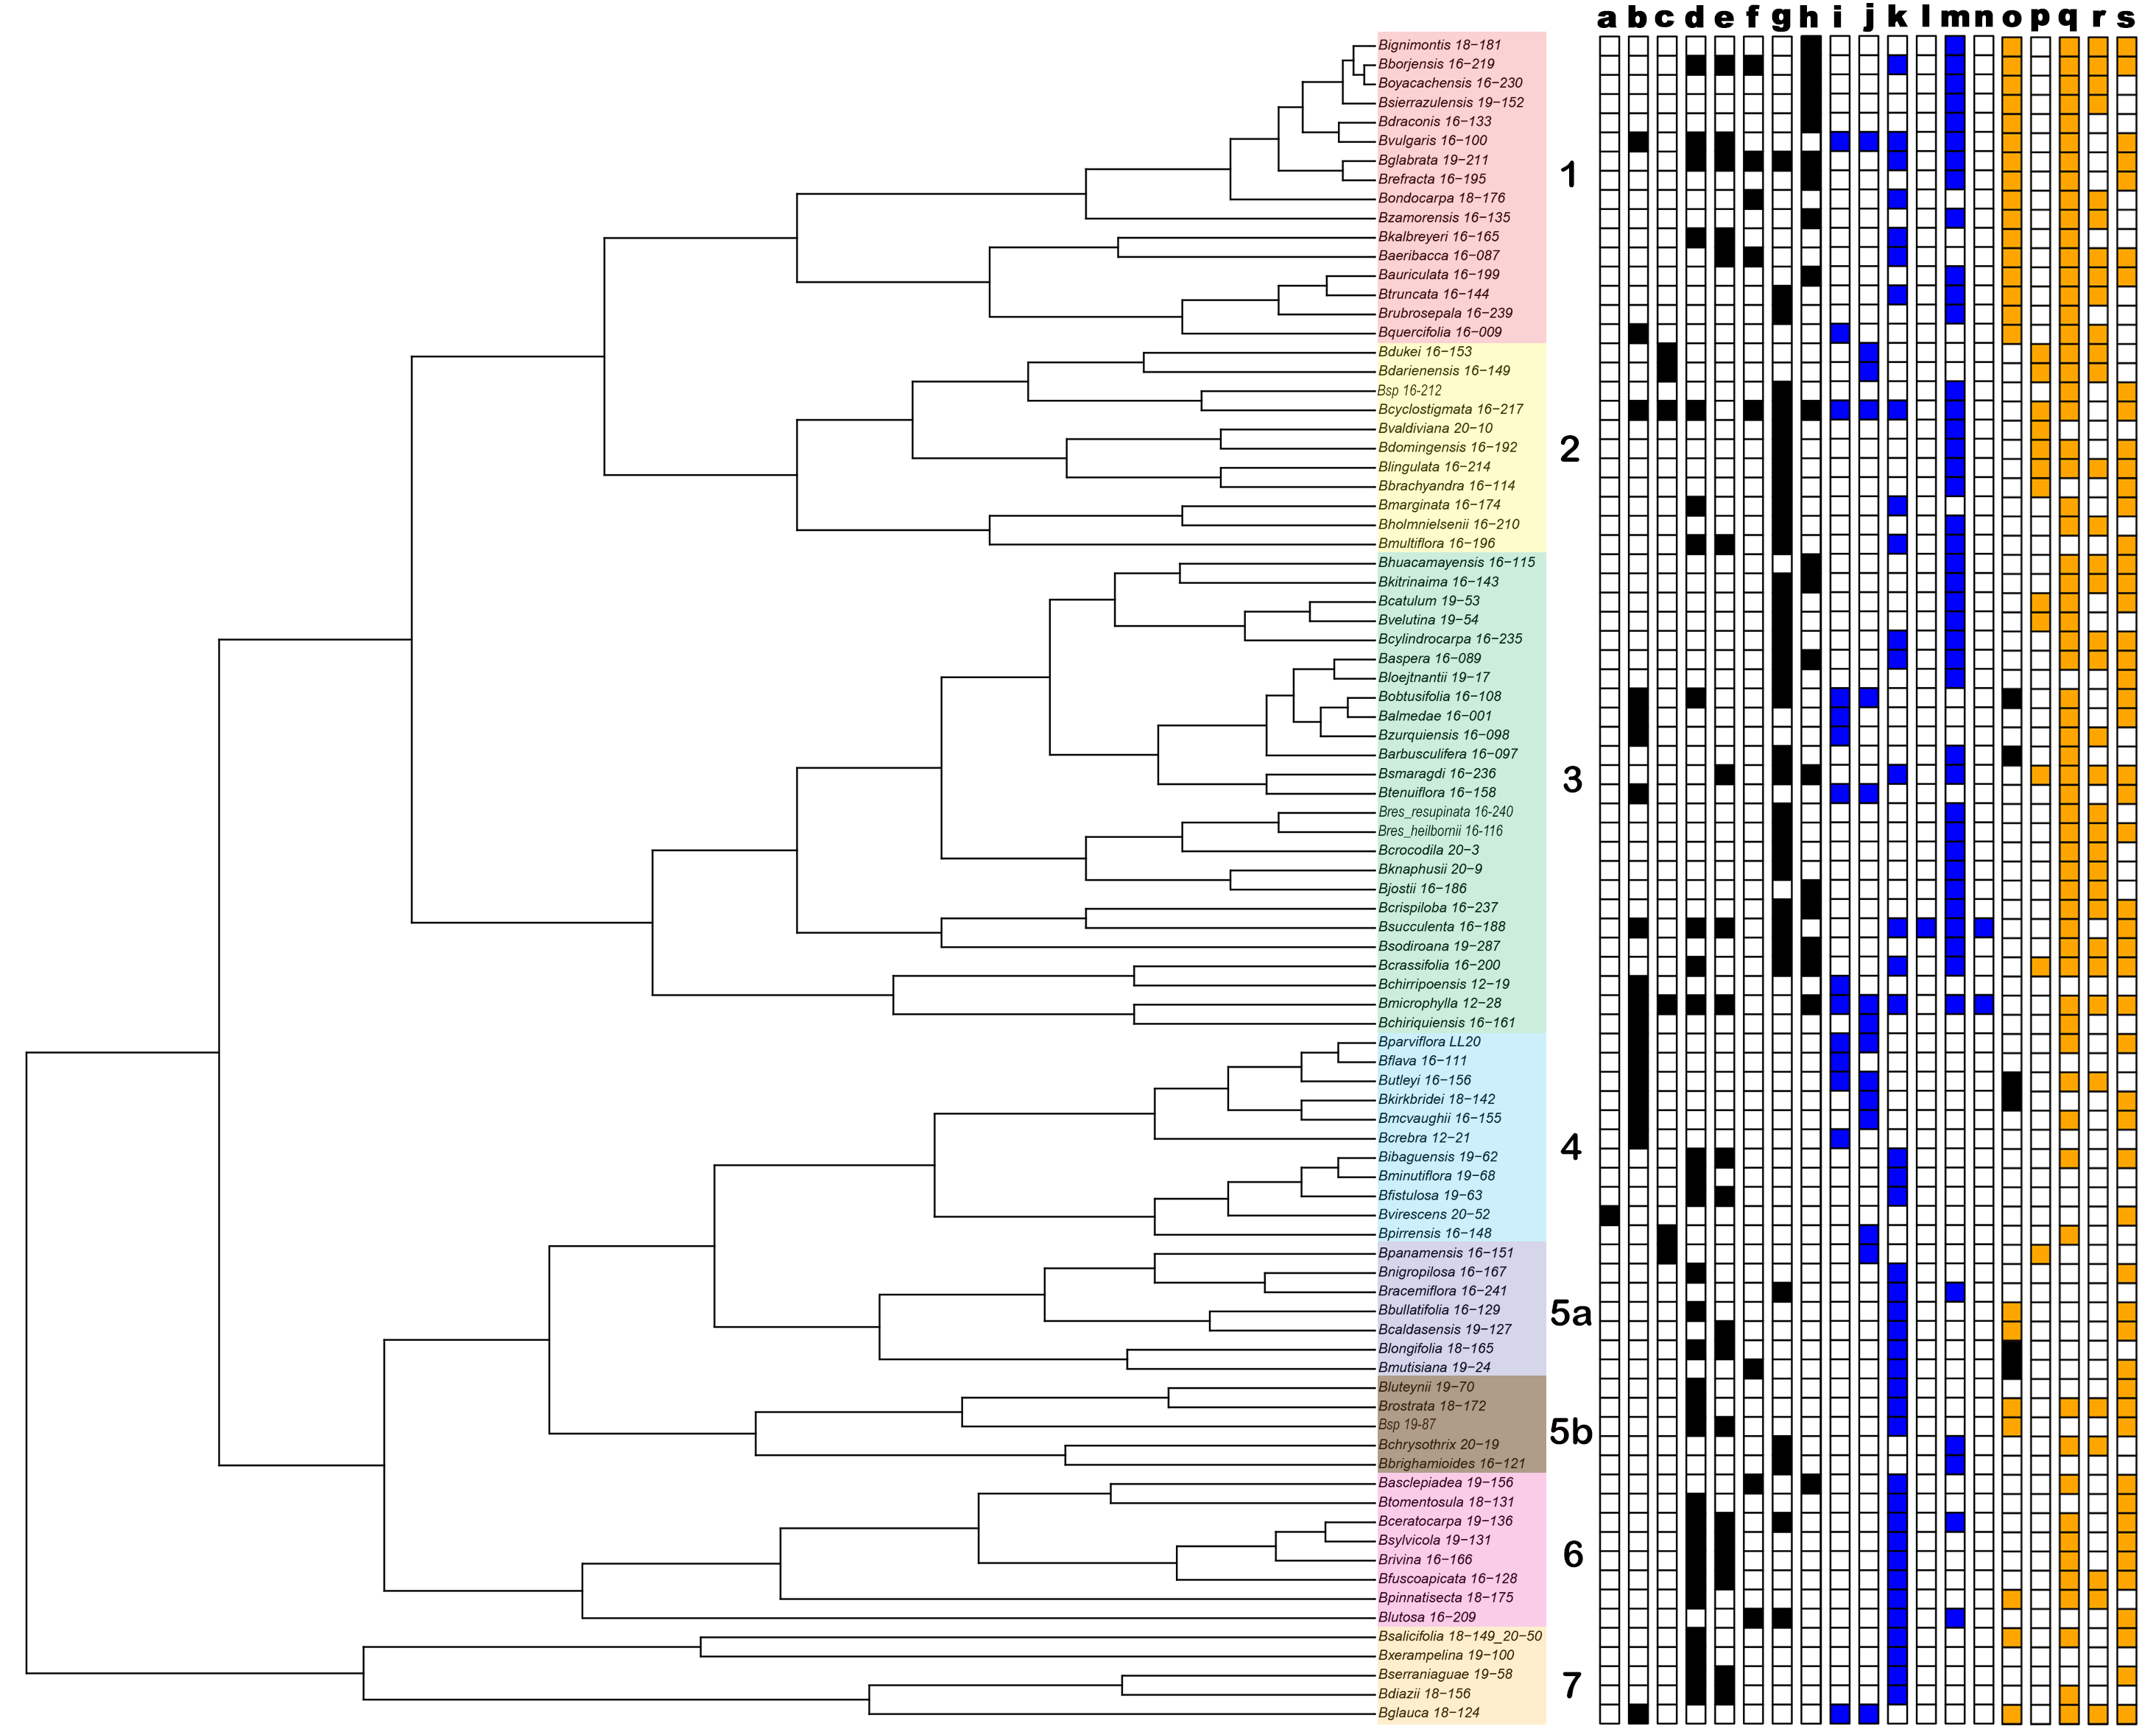 a b c d e f g h i j k l m n o p q r s
Bignimontis 18−181
Bborjensis 16−219
Boyacachensis 16−230
Bsierrazulensis 19−152
Bdraconis 16−133
Bvulgaris 16−100
Bglabrata 19−211
1
Brefracta 16−195
Bondocarpa 18−176
Bzamorensis 16−135
Bkalbreyeri 16−165
Baeribacca 16−087
Bauriculata 16−199
Btruncata 16−144
Brubrosepala 16−239
Bquercifolia 16−009
Bdukei 16−153
Bdarienensis 16−149
Bsp 16-212
Bcyclostigmata 16−217
Bvaldiviana 20−10
Bdomingensis 16−192
2
Blingulata 16−214
Bbrachyandra 16−114
Bmarginata 16−174
Bholmnielsenii 16−210
Bmultiflora 16−196
Bhuacamayensis 16−115
Bkitrinaima 16−143
Bcatulum 19−53
Bvelutina 19−54
Bcylindrocarpa 16−235
Baspera 16−089
Bloejtnantii 19−17
Bobtusifolia 16−108
Balmedae 16−001
Bzurquiensis 16−098
Barbusculifera 16−097
Bsmaragdi 16−236
3
Btenuiflora 16−158
Bres_resupinata 16-240
Bres_heilbornii 16-116
Bcrocodila 20−3
Bknaphusii 20−9
Bjostii 16−186
Bcrispiloba 16−237
Bsucculenta 16−188
Bsodiroana 19−287
Bcrassifolia 16−200
Bchirripoensis 12−19
Bmicrophylla 12−28
Bchiriquiensis 16−161
Bparviflora LL20
Bflava 16−111
Butleyi 16−156
Bkirkbridei 18−142
Bmcvaughii 16−155
Bcrebra 12−21
4
Bibaguensis 19−62
Bminutiflora 19−68
Bfistulosa 19−63
Bvirescens 20−52
Bpirrensis 16−148
Bpanamensis 16−151
Bnigropilosa 16−167
Bracemiflora 16−241
Bbullatifolia 16−129
5a
Bcaldasensis 19−127
Blongifolia 18−165
Bmutisiana 19−24
Bluteynii 19−70
Brostrata 18−172
Bsp 19-87
5b
Bchrysothrix 20−19
Bbrighamioides 16−121
Basclepiadea 19−156
Btomentosula 18−131
Bceratocarpa 19−136
Bsylvicola 19−131
6
Brivina 16−166
Bfuscoapicata 16−128
Bpinnatisecta 18−175
Blutosa 16−209
Bsalicifolia 18−149_20−50
Bxerampelina 19−100
Bserraniaguae 19−58
7
Bdiazii 18−156
Bglauca 18−124